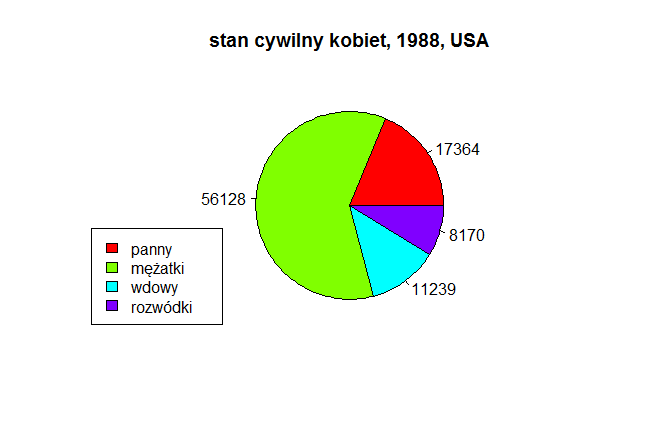 stan cywilny kobiet, 1988, USA
17364
56128
8170
11239
panny
mężatki
wdowy
rozwódki